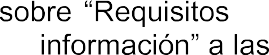 sobre “Requisitos
información” a las